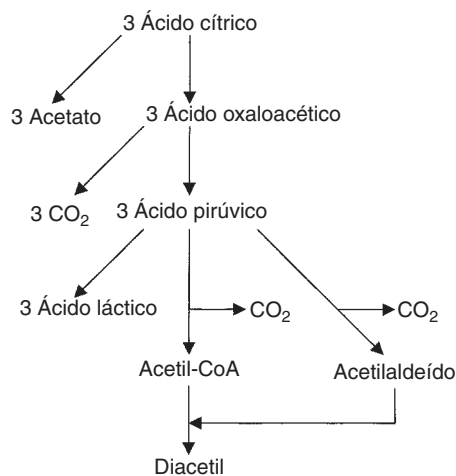 3 Ácido cítrico
3 Acetato
3 Ácido oxaloacético
3 CO₂
3 Ácido pirúvico
3 Ácido láctico
CO₂
CO₂
Acetil-CoA
Acetilaldeído
Diacetil